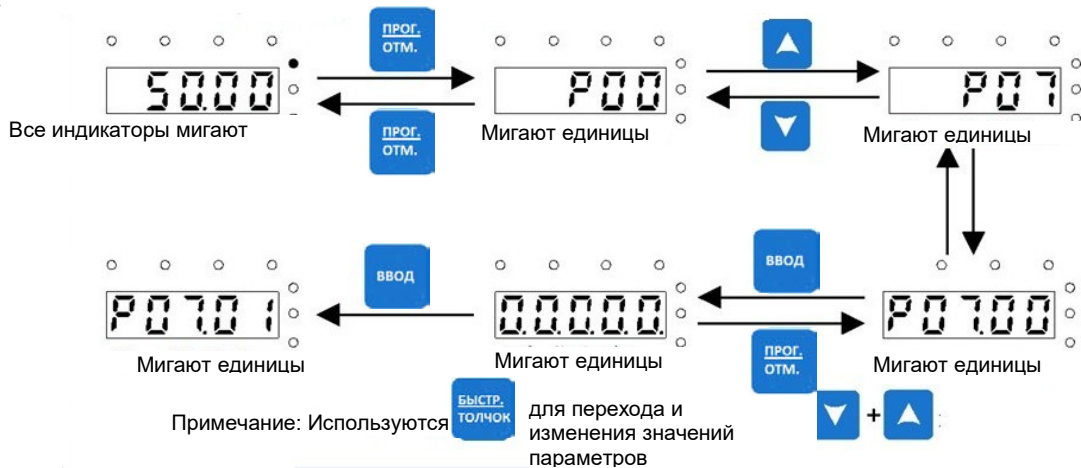 ПРОГ.
ОТМ.
50.00
P00
P07
ПРОГ.
ОТМ.
Все индикаторы мигают
Мигают единицы
Мигают единицы
ВВОД
ВВОД
P07.01
0.0.0.0.0.
P07.00
Мигают единицы
Мигают единицы
ПРОГ.
ОТМ.
Мигают единицы
Примечание: Используются
БЫСТР.
ТОЛЧОК
для перехода и
изменения значений
параметров
+
: